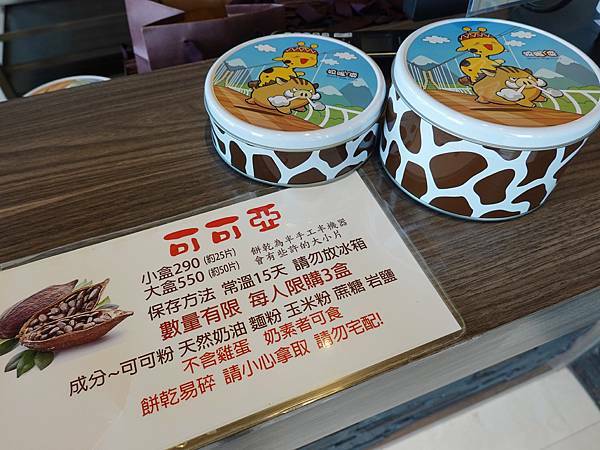 可可亞
小盒290 (約25片)
大盒550 (約50片)
餅乾為半手工半機器
會有些許的大小片
保存方法 常溫15天 請勿放冰箱
數量有限 每人限購3盒
成分~可可粉 天然奶油 麵粉 玉米粉 蔗糖 岩鹽
不含雞蛋 奶素者可食
餅乾易碎 請小心拿取 請勿宅配!